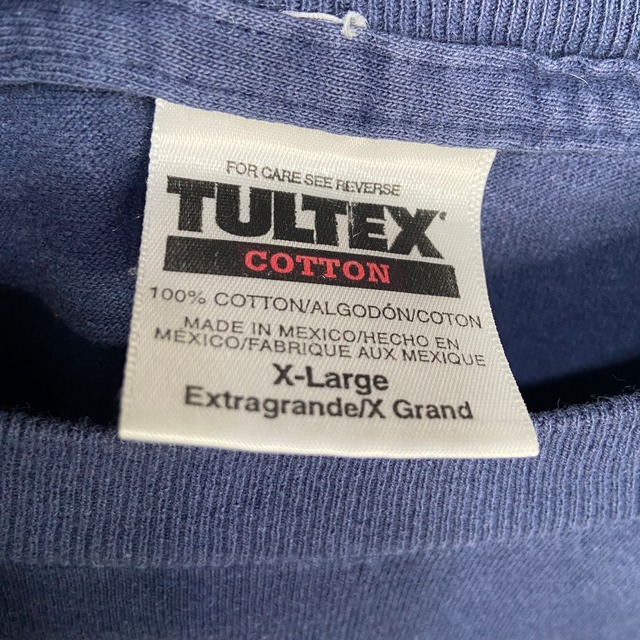 FOR CARE SEE REVERSE
TULTEX
COTTON
100% COTTON/ALGODÓN/COTON
MADE IN MEXICO/HECHO EN
MÉXICO/FABRIQUE AUX MEXIQUE
X-Large
Extragrande/X Grand